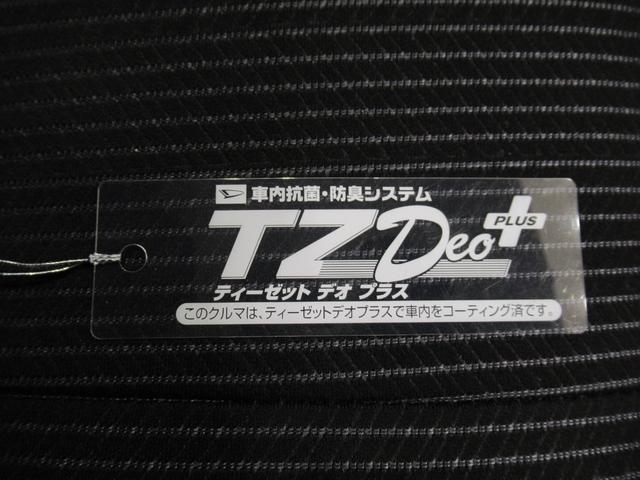 車内抗菌・防臭システム
TZ Deo PLUS
ティーゼット デオ プラス
このクルマは、ティーゼットデオプラスで車内をコーティング済です。